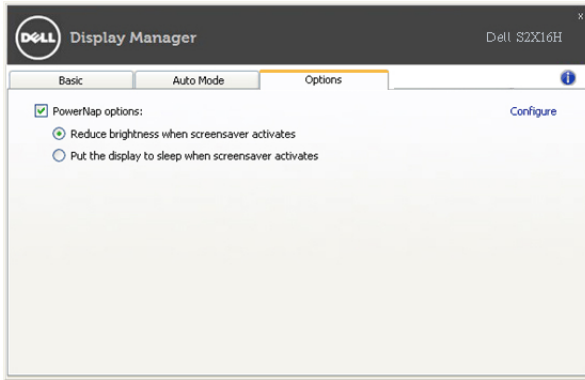 DELL Display Manager
Dell S2X16H
x
Basic Auto Mode Options
i
PowerNap options:
Configure
Reduce brightness when screensaver activates
Put the display to sleep when screensaver activates